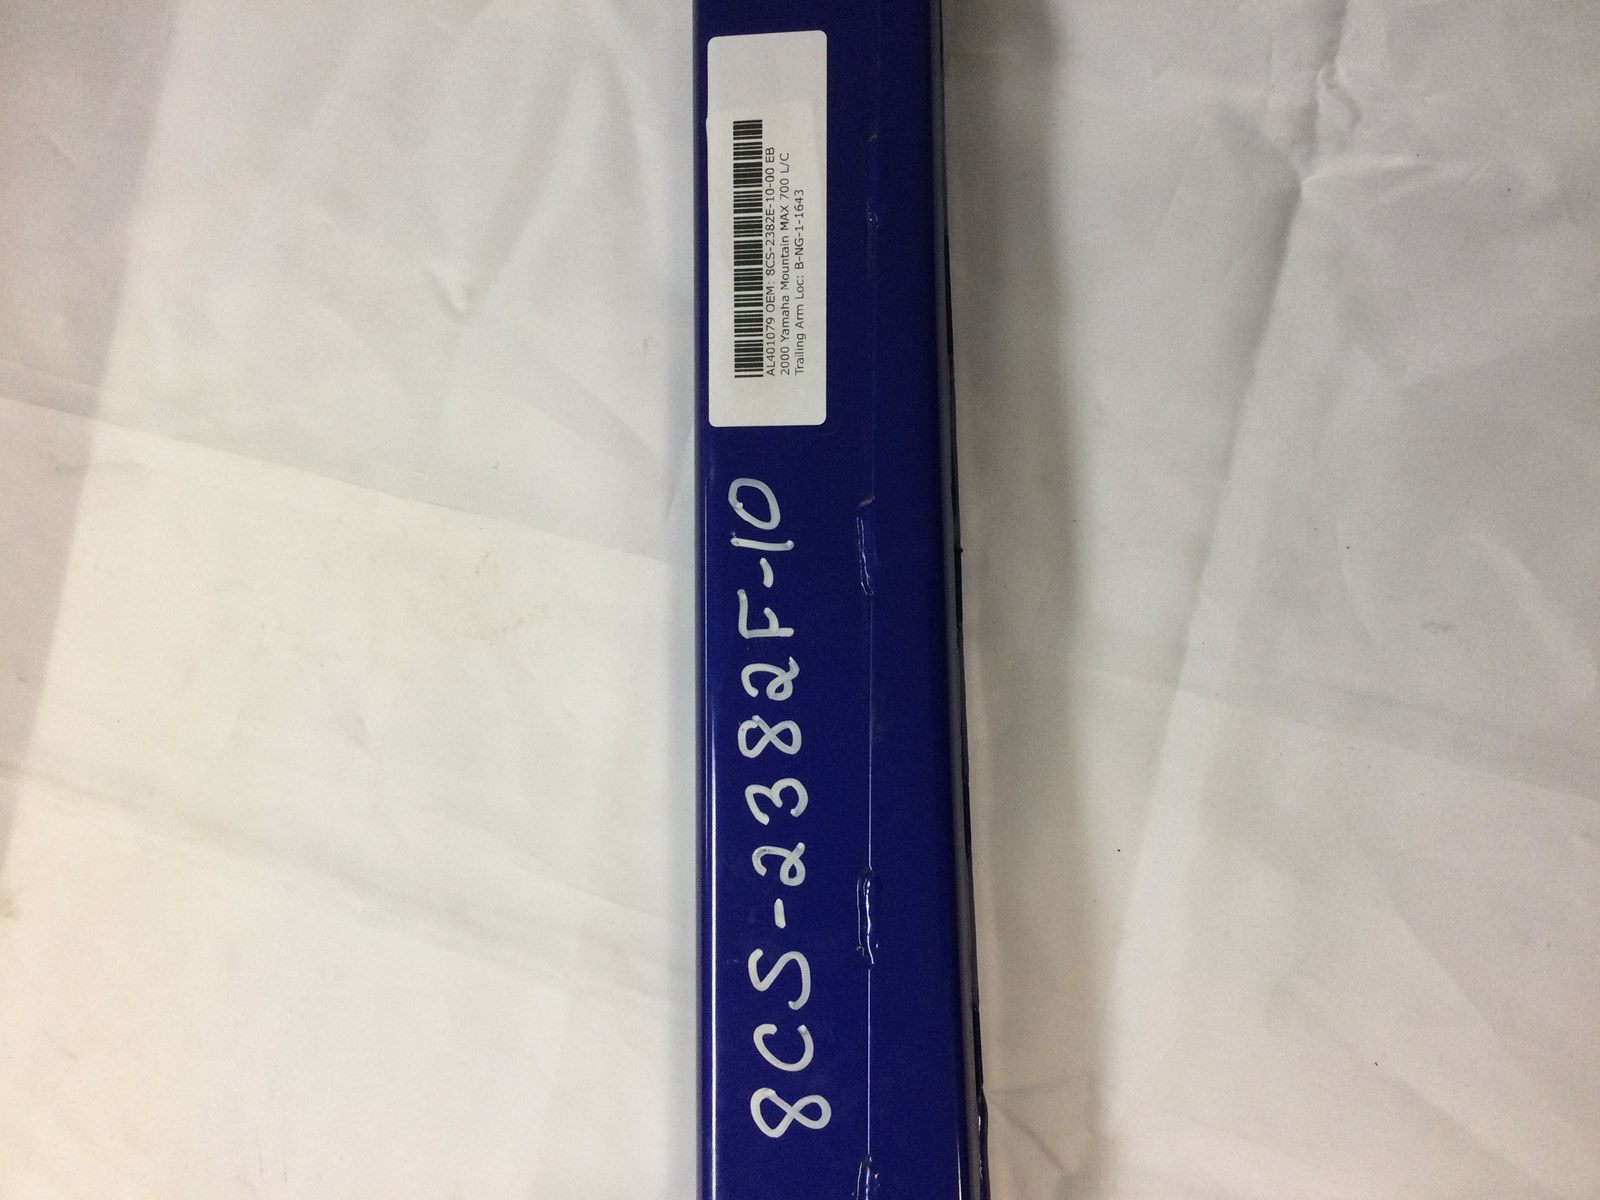 AL401079 OEM: 8CS-2382E-10-00 EB
2000 Yamaha Mountain MAX 700 L/C
Trailing Arm Loc: B-NG-1-1643
8CS-2382F-10